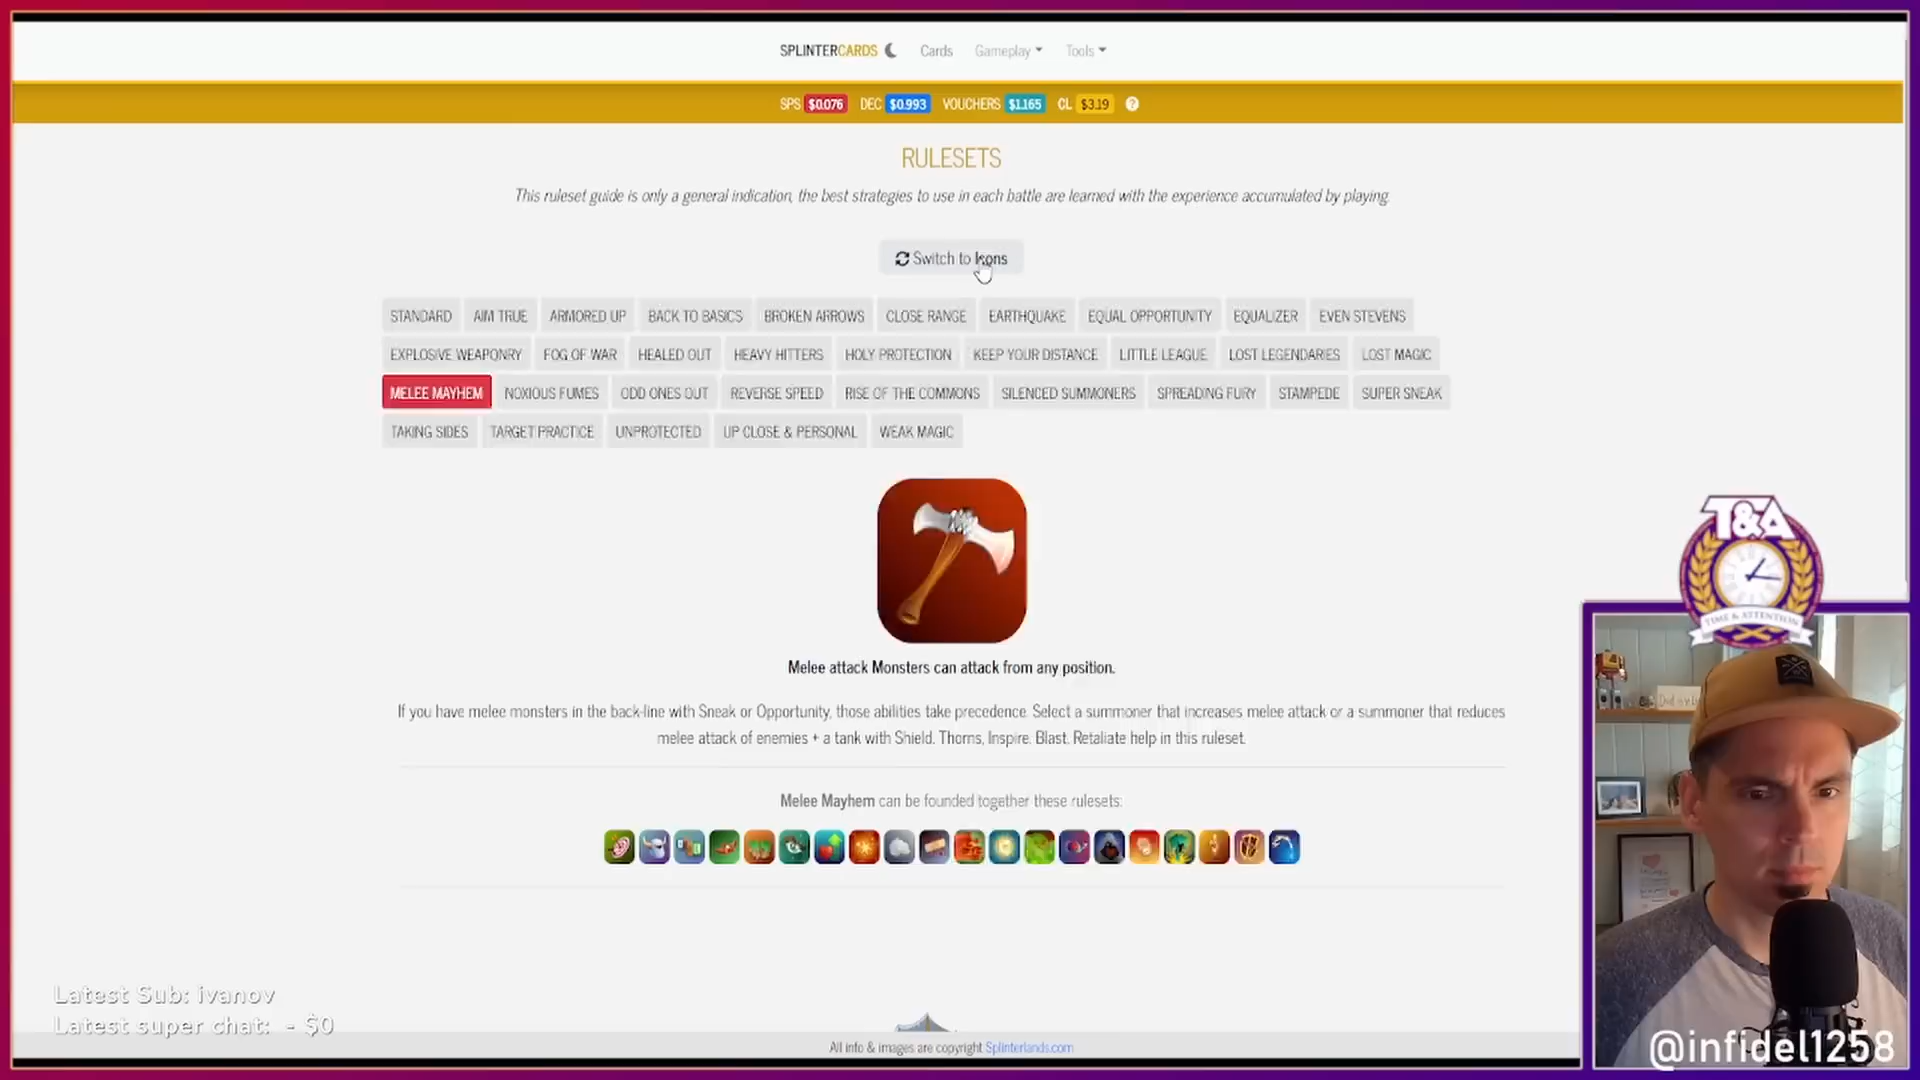 SPLINTERCARDS Cards Gameplay Tools
SPS $0.076 DEC $0.993 VOUCHERS $1.165 CL $3.19 ?
RULESETS
This ruleset guide is only a general indication, the best strategies to use in each battle are learned with the experience accumulated by playing.
Switch to Icons
STANDARD AIM TRUE ARMORED UP BACK TO BASICS BROKEN ARROWS CLOSE RANGE EARTHQUAKE EQUAL OPPORTUNITY EQUALIZER EVEN STEVENS
EXPLOSIVE WEAPONRY FOG OF WAR HEALED OUT HEAVY HITTERS HOLY PROTECTION KEEP YOUR DISTANCE LITTLE LEAGUE LOST LEGENDARIES LOST MAGIC
MELEE MAYHEM NOXIOUS FUMES ODD ONES OUT REVERSE SPEED RISE OF THE COMMONS SILENCED SUMMONERS SPREADING FURY STAMPEDE SUPER SNEAK
TAKING SIDES TARGET PRACTICE UNPROTECTED UP CLOSE & PERSONAL WEAK MAGIC
Melee attack Monsters can attack from any position.
If you have melee monsters in the back-line with Sneak or Opportunity, those abilities take precedence. Select a summoner that increases melee attack or a summoner that reduces
melee attack of enemies + a tank with Shield. Thorns, Inspire. Blast, Retaliate help in this ruleset.
Melee Mayhem can be founded together these rulesets:
T&A
TIME & ATTENTION
Latest Sub: ivanov
Latest super chat: - $0
All info & images are copyright Splinterlands.com
@infidel1258